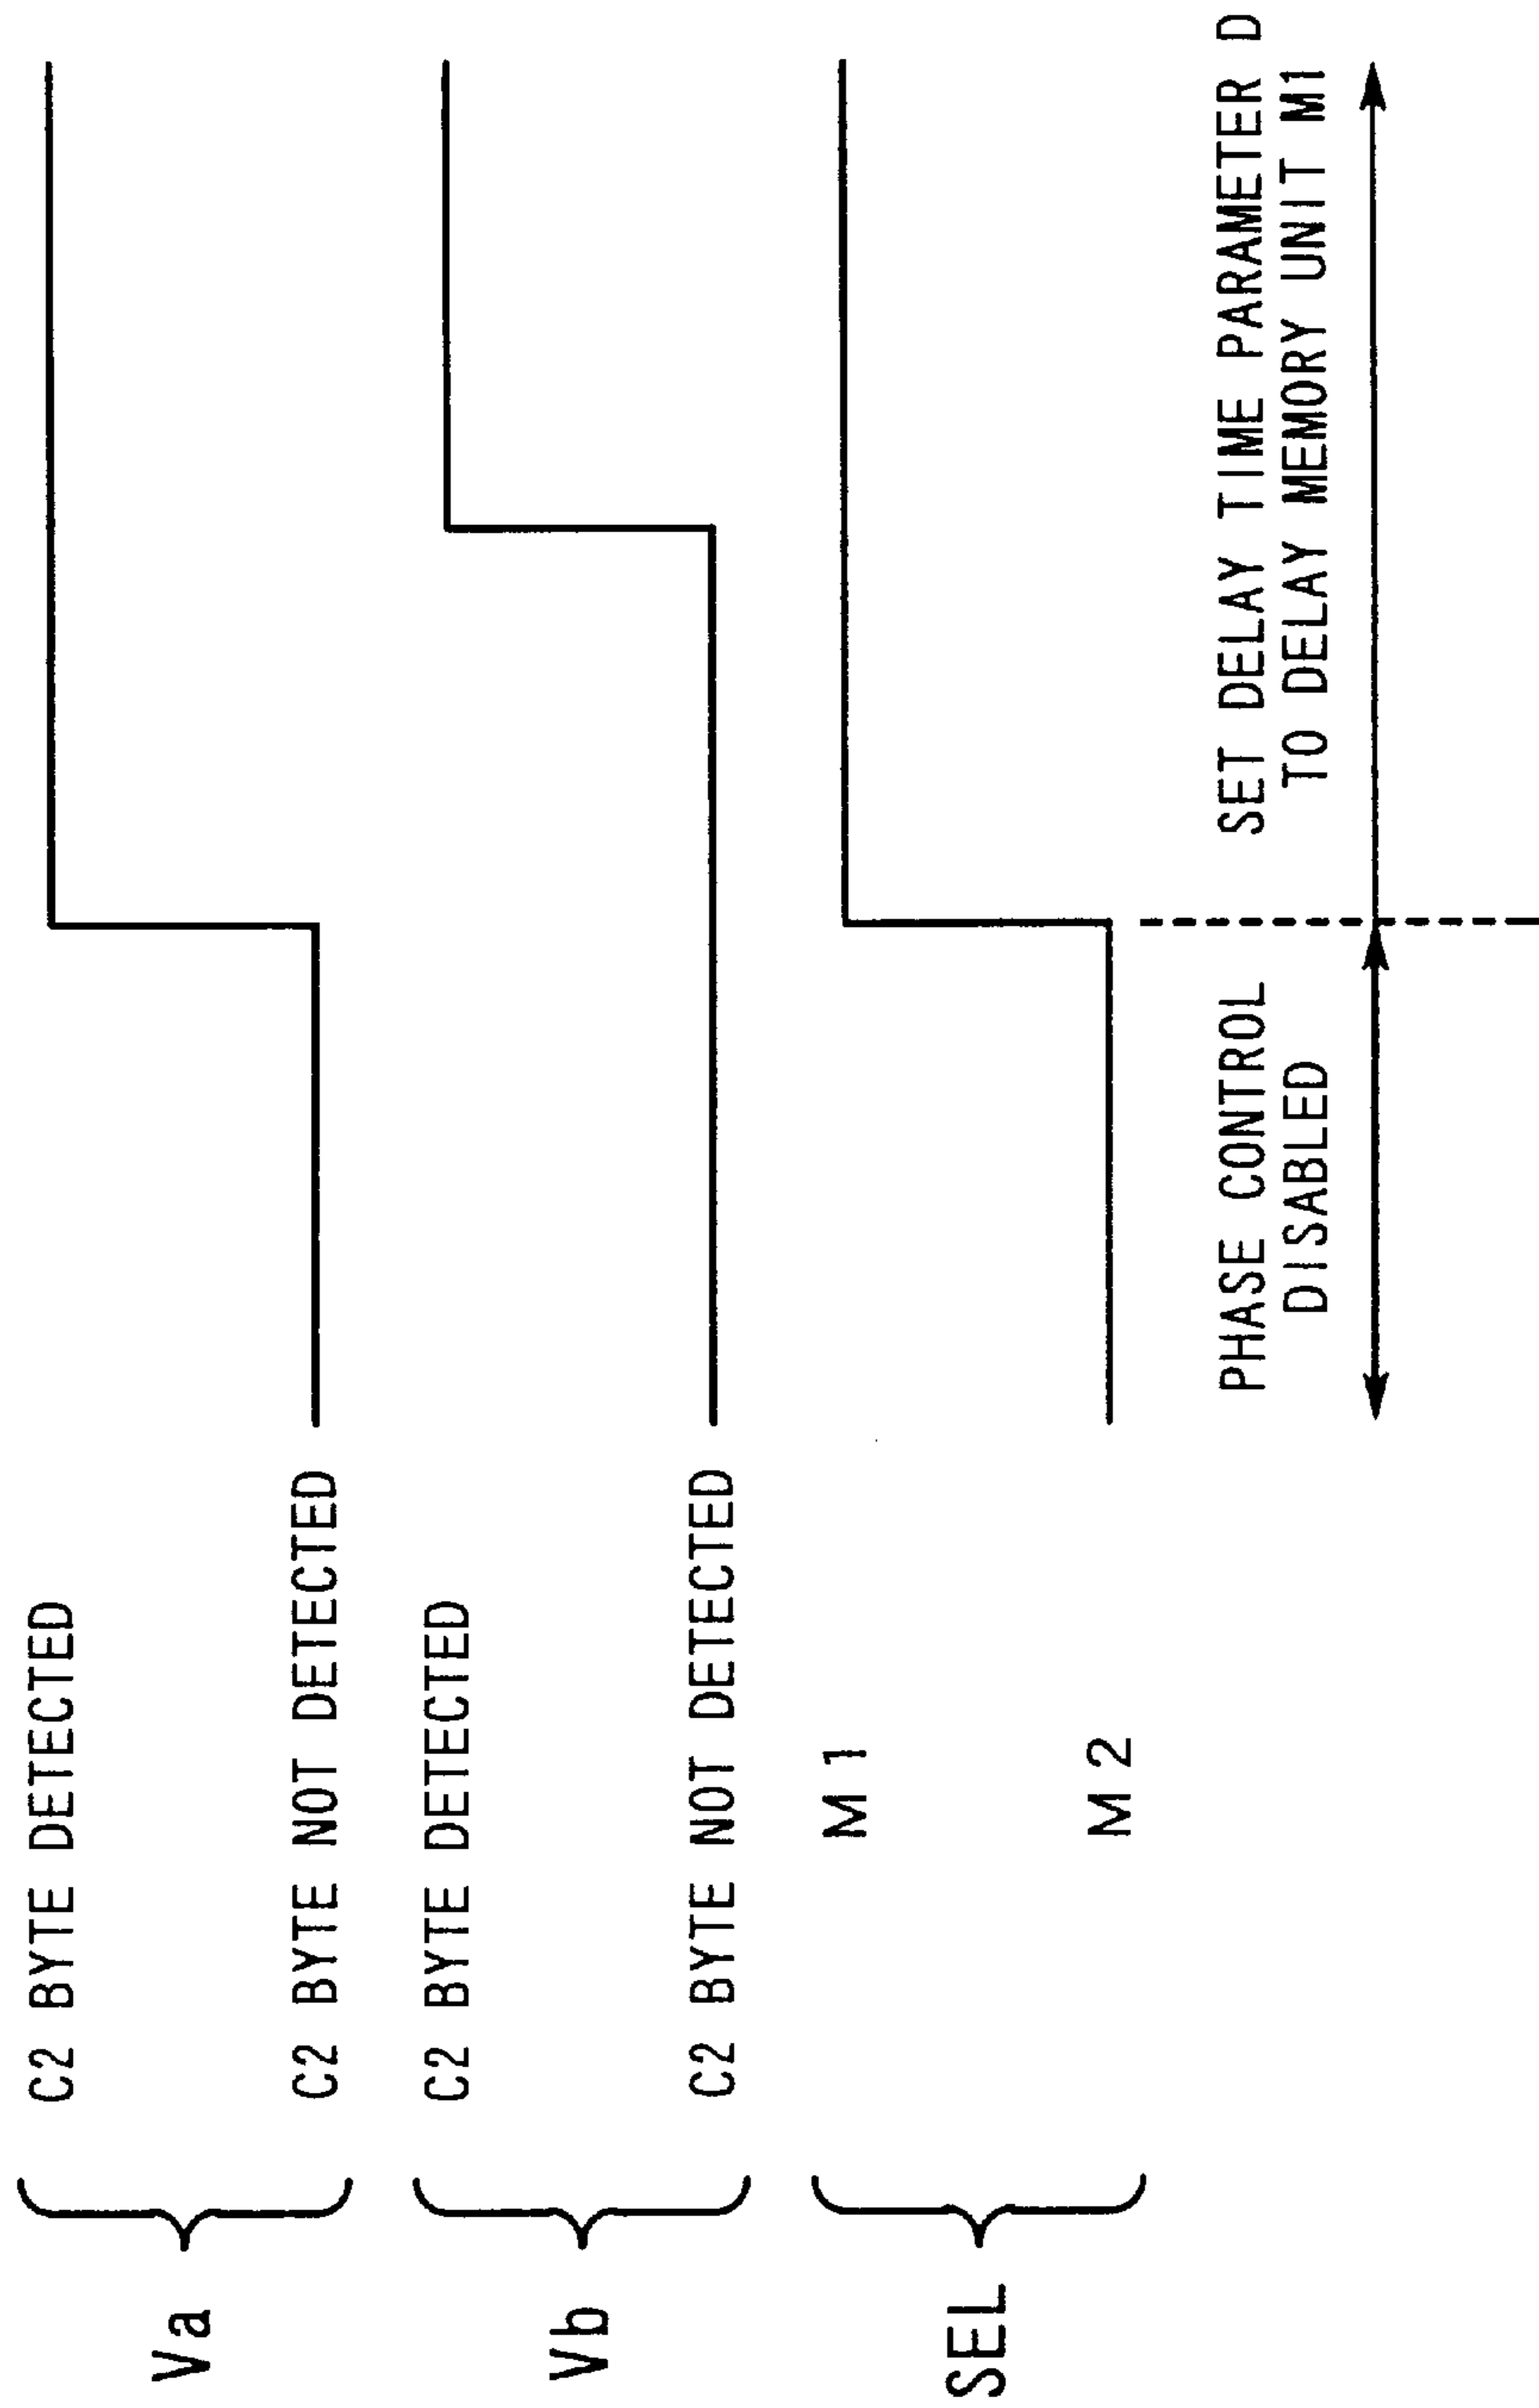 Va
C2 BYTE DETECTED
C2 BYTE NOT DETECTED
Vb
C2 BYTE DETECTED
C2 BYTE NOT DETECTED
SEL
M1
M2
PHASE CONTROL
DISABLED
SET DELAY TIME PARAMETER D
TO DELAY MEMORY UNIT M1